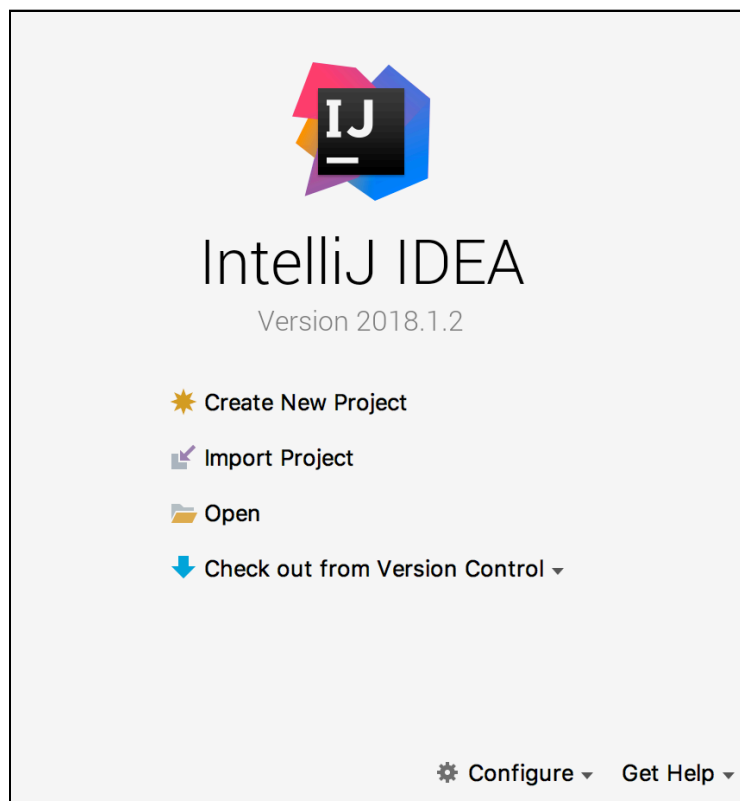 IJ
IntelliJ IDEA
Version 2018.1.2
Create New Project
Import Project
Open
Check out from Version Control
Configure Get Help